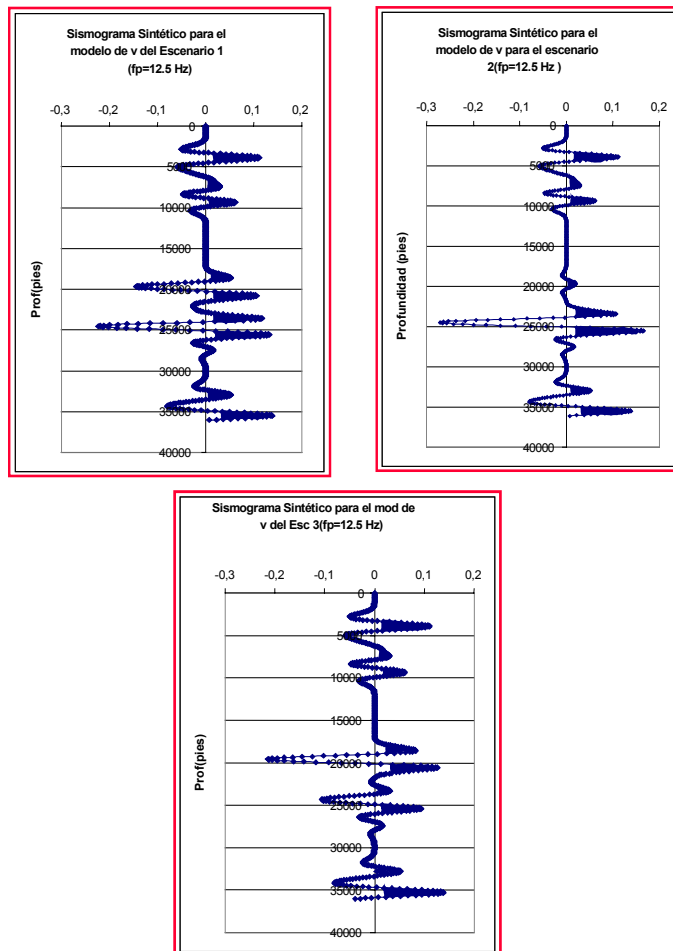 Sismograma Sintético para el
modelo de v del Escenario 1
(fp=12.5 Hz)
-0,3 -0,2 -0,1 0 0,1 0,2
0
5000
10000
15000
20000
25000
30000
35000
40000
Prof(pies)
Sismograma Sintético para el
modelo de v para el escenario
2(fp=12.5 Hz )
-0,3 -0,2 -0,1 0 0,1 0,2
0
5000
10000
15000
20000
25000
30000
35000
40000
Profundidad (pies)
Sismograma Sintético para el mod de
v del Esc 3(fp=12.5 Hz)
-0,3 -0,2 -0,1 0 0,1 0,2
0
5000
10000
15000
20000
25000
30000
35000
40000
Prof(pies)